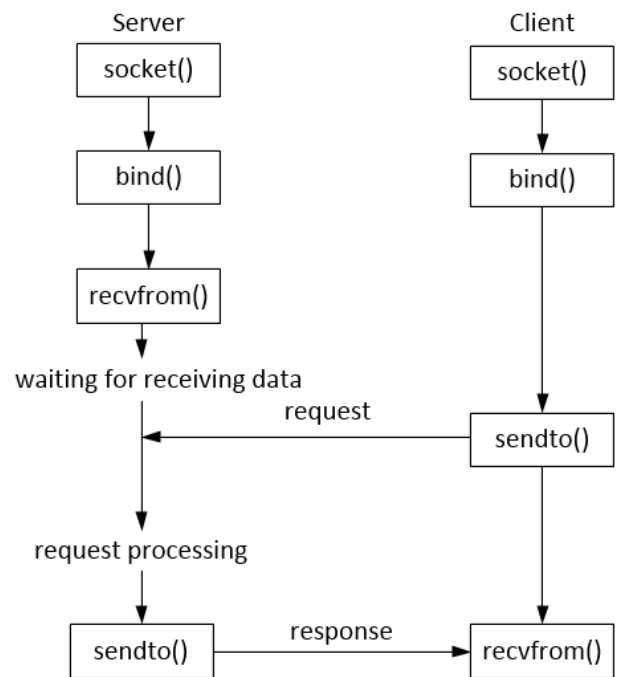 Server
Client
socket()
socket()
bind()
bind()
recvfrom()
waiting for receiving data
request
sendto()
request processing
sendto()
response
recvfrom()